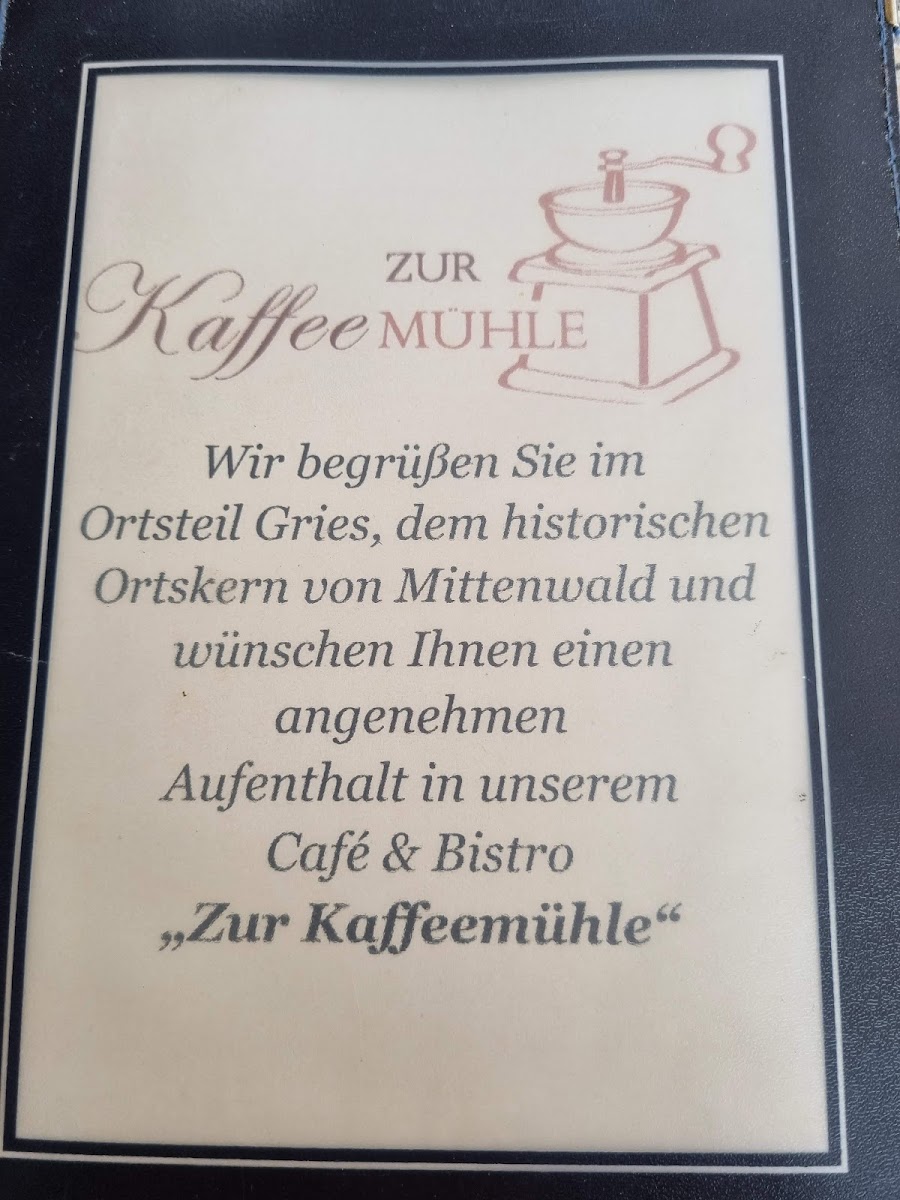 ZUR
Kaffee MÜHLE
Wir begrüßen Sie im
Ortsteil Gries, dem historischen
Ortskern von Mittenwald und
wünschen Ihnen einen
angenehmen
Aufenthalt in unserem
Café & Bistro
„Zur Kaffeemühle“